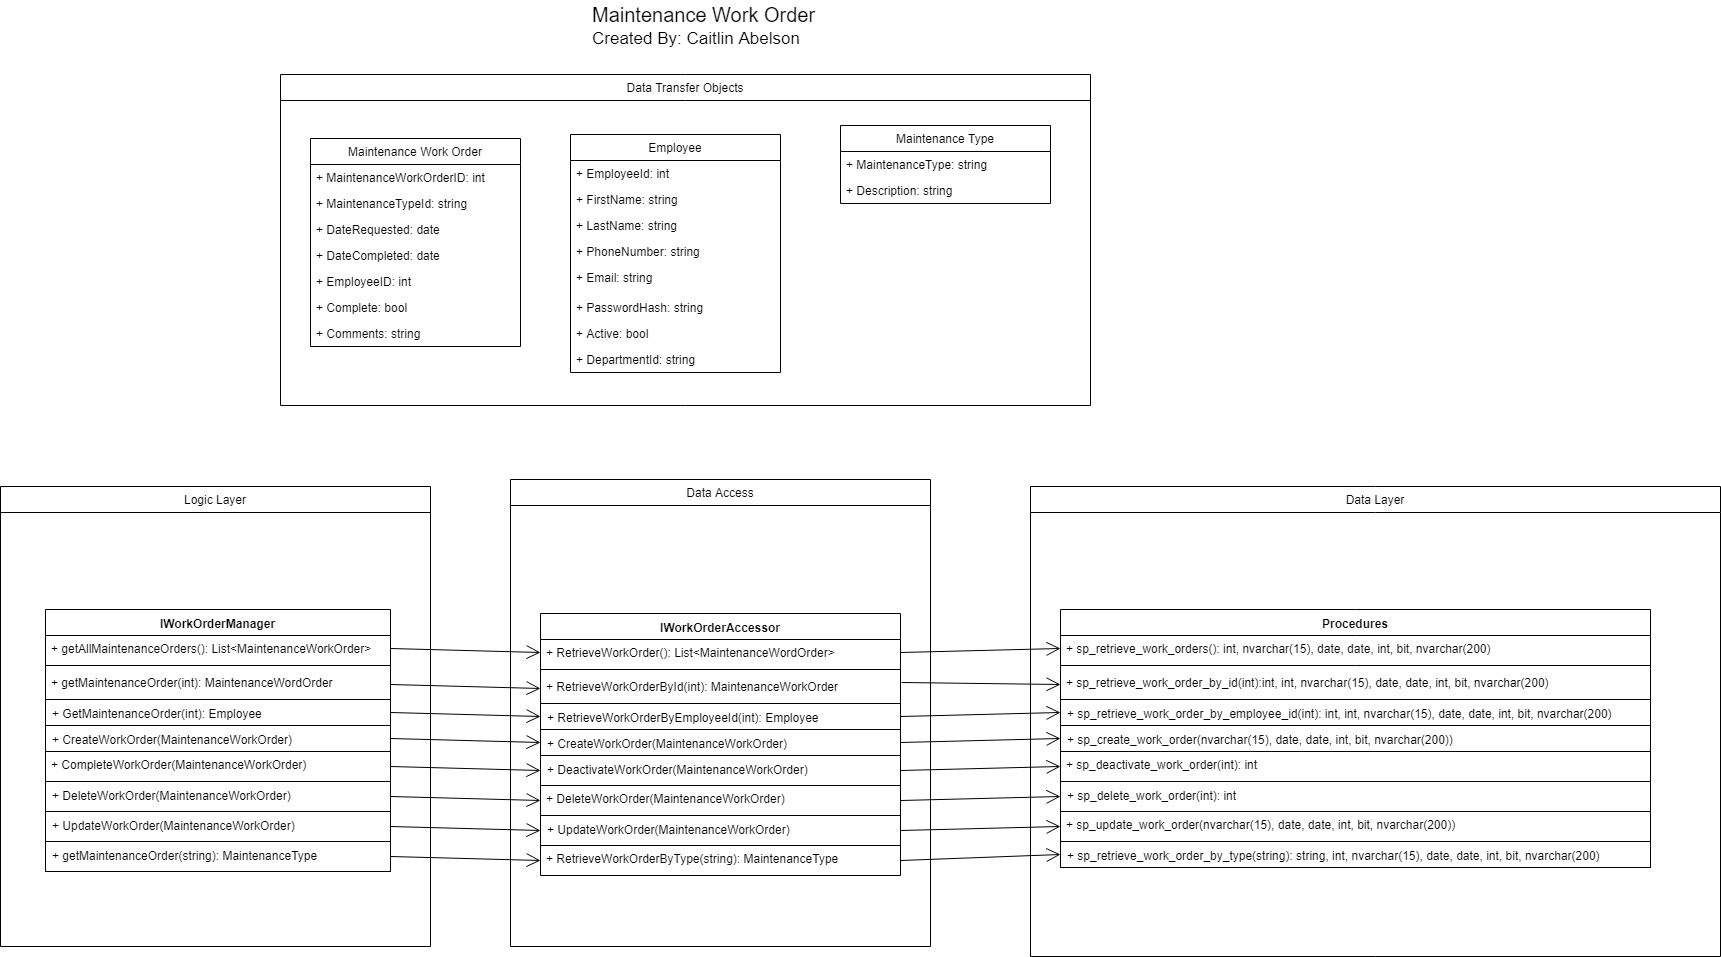 Maintenance Work Order
Created By: Caitlin Abelson
Data Transfer Objects
Maintenance Work Order
+ MaintenanceWorkOrderID: int
+ MaintenanceTypeId: string
+ DateRequested: date
+ DateCompleted: date
+ EmployeeID: int
+ Complete: bool
+ Comments: string
Employee
+ EmployeeId: int
+ FirstName: string
+ LastName: string
+ PhoneNumber: string
+ Email: string
+ PasswordHash: string
+ Active: bool
+ DepartmentId: string
Maintenance Type
+ MaintenanceType: string
+ Description: string
Logic Layer
IWorkOrderManager
+ getAllMaintenanceOrders(): List<MaintenanceWorkOrder>
+ getMaintenanceOrder(int): MaintenanceWordOrder
+ GetMaintenanceOrder(int): Employee
+ CreateWorkOrder(MaintenanceWorkOrder)
+ CompleteWorkOrder(MaintenanceWorkOrder)
+ DeleteWorkOrder(MaintenanceWorkOrder)
+ UpdateWorkOrder(MaintenanceWorkOrder)
+ getMaintenanceOrder(string): MaintenanceType
Data Access
IWorkOrderAccessor
+ RetrieveWorkOrder(): List<MaintenanceWordOrder>
+ RetrieveWorkOrderById(int): MaintenanceWorkOrder
+ RetrieveWorkOrderByEmployeeId(int): Employee
+ CreateWorkOrder(MaintenanceWorkOrder)
+ DeactivateWorkOrder(MaintenanceWorkOrder)
+ DeleteWorkOrder(MaintenanceWorkOrder)
+ UpdateWorkOrder(MaintenanceWorkOrder)
+ RetrieveWorkOrderByType(string): MaintenanceType
Data Layer
Procedures
+ sp_retrieve_work_orders(): int, nvarchar(15), date, date, int, bit, nvarchar(200)
+ sp_retrieve_work_order_by_id(int):int, int, nvarchar(15), date, date, int, bit, nvarchar(200)
+ sp_retrieve_work_order_by_employee_id(int): int, int, nvarchar(15), date, date, int, bit, nvarchar(200)
+ sp_create_work_order(nvarchar(15), date, date, int, bit, nvarchar(200))
+ sp_deactivate_work_order(int): int
+ sp_delete_work_order(int): int
+ sp_update_work_order(nvarchar(15), date, date, int, bit, nvarchar(200))
+ sp_retrieve_work_order_by_type(string): string, int, nvarchar(15), date, date, int, bit, nvarchar(200)